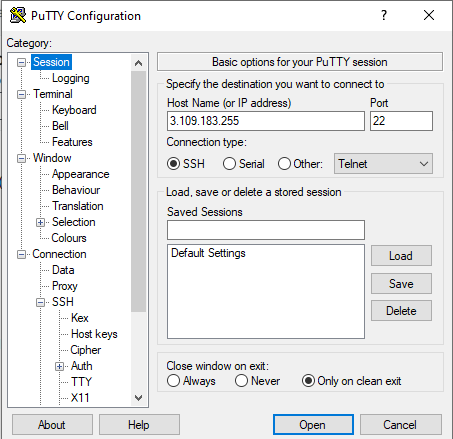 PuTTY Configuration
?
Category:
Session
Logging
Terminal
Keyboard
Bell
Features
Window
Appearance
Behaviour
Translation
Selection
Colours
Connection
Data
Proxy
SSH
Kex
Host keys
Cipher
Auth
TTY
X11
Basic options for your PuTTY session
Specify the destination you want to connect to
Host Name (or IP address) Port
3.109.183.255 22
Connection type:
SSH Serial Other: Telnet
Load, save or delete a stored session
Saved Sessions
Default Settings
Load
Save
Delete
Close window on exit:
Always Never Only on clean exit
About Help Open Cancel